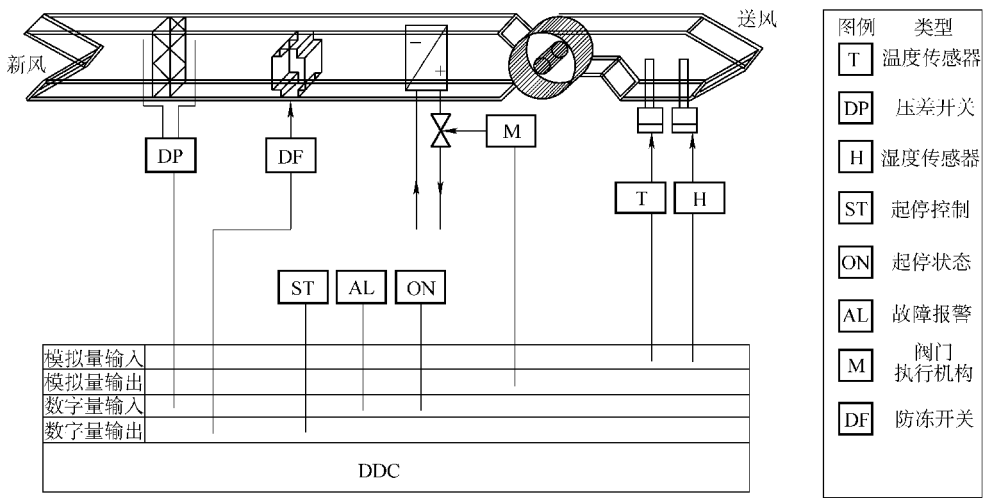 新风
送风
-
+
DP
DF
M
T
H
ST
AL
ON
模拟量输入
模拟量输出
数字量输入
数字量输出
DDC
图例 类型
T 温度传感器
DP 压差开关
H 湿度传感器
ST 起停控制
ON 起停状态
AL 故障报警
M 阀门
执行机构
DF 防冻开关